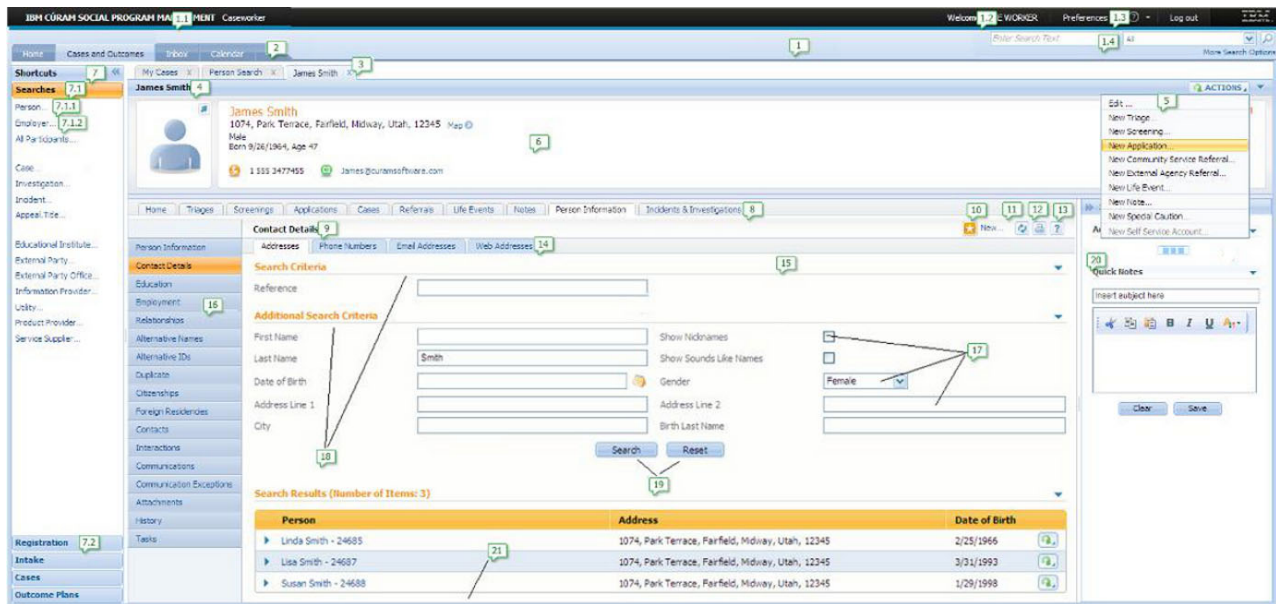 IBM CÚRAM SOCIAL PROGRAM MA 1.1 MENT Caseworker
Welcom 1.2 E WORKER Preferences 1.3 Log out IBM
1
Enter Search Text 1.4 All
Home Cases and Outcomes Inbox Calendar 2
More Search Options
Shortcuts 7 My Cases X Person Search X James Smith X 3
Searches 7.1 James Smith 4 ACTIONS
Person... 7.1.1
Employer... 7.1.2
All Participants...
Case...
Investigation...
Incident...
Appeal Title...
Educational Institute...
External Party...
External Party Office...
Information Provider...
Utility...
Product Provider...
Service Supplier...
Registration 7.2
Intake
Cases
Outcome Plans
James Smith
1074, Park Terrace, Fairfield, Midway, Utah, 12345 Map
6
Male
Born 9/26/1964, Age 47
1 555 3477455 James@curamsoftware.com
Edit ... 5
New Triage...
New Screening...
New Application...
New Community Service Referral...
New External Agency Referral...
New Life Event...
New Note...
New Special Caution...
New Self Service Account...
Home Triages Screenings Applications Cases Referrals Life Events Notes Person Information Incidents & Investigations 8
Contact Details 9 10 New... 11 12 13
Person Information
Contact Details
Education
Employment 16
Relationships
Alternative Names
Alternative IDs
Duplicate
Citizenships
Foreign Residencies
Contacts
Interactions
Communications
Communication Exceptions
Attachments
History
Tasks
Addresses Phone Numbers Email Addresses Web Addresses 14
Search Criteria 15
Reference
Additional Search Criteria
First Name Show Nicknames
17
Last Name Smith Show Sounds Like Names
Date of Birth Gender Female
Address Line 1 Address Line 2
City Birth Last Name
18 Search Reset
19
Search Results (Number of Items: 3)
Person Address Date of Birth
Linda Smith - 24685 1074, Park Terrace, Fairfield, Midway, Utah, 12345 2/25/1966
21
Lisa Smith - 24687 1074, Park Terrace, Fairfield, Midway, Utah, 12345 3/31/1993
Susan Smith - 24688 1074, Park Terrace, Fairfield, Midway, Utah, 12345 1/29/1998
20
Quick Notes
Insert subject here
B I U
Clear Save